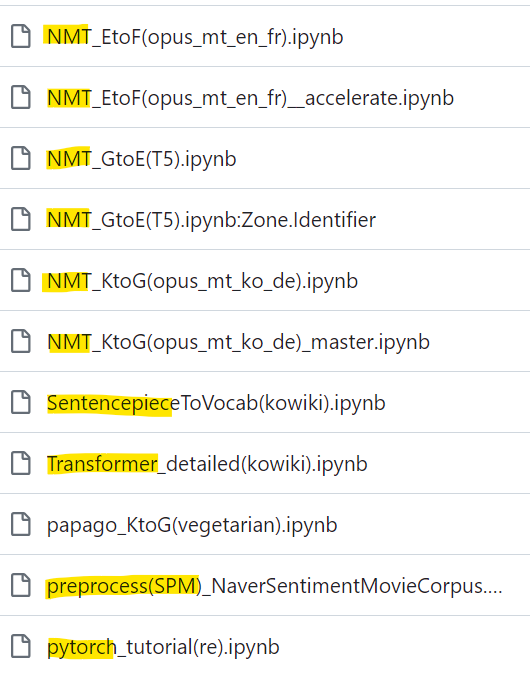 NMT_EtoF(opus_mt_en_fr).ipynb
NMT_EtoF(opus_mt_en_fr)__accelerate.ipynb
NMT_GtoE(T5).ipynb
NMT_GtoE(T5).ipynb:Zone.Identifier
NMT_KtoG(opus_mt_ko_de).ipynb
NMT_KtoG(opus_mt_ko_de)_master.ipynb
SentencepieceToVocab(kowiki).ipynb
Transformer_detailed(kowiki).ipynb
papago_KtoG(vegetarian).ipynb
preprocess(SPM)_NaverSentimentMovieCorpus....
pytorch_tutorial(re).ipynb